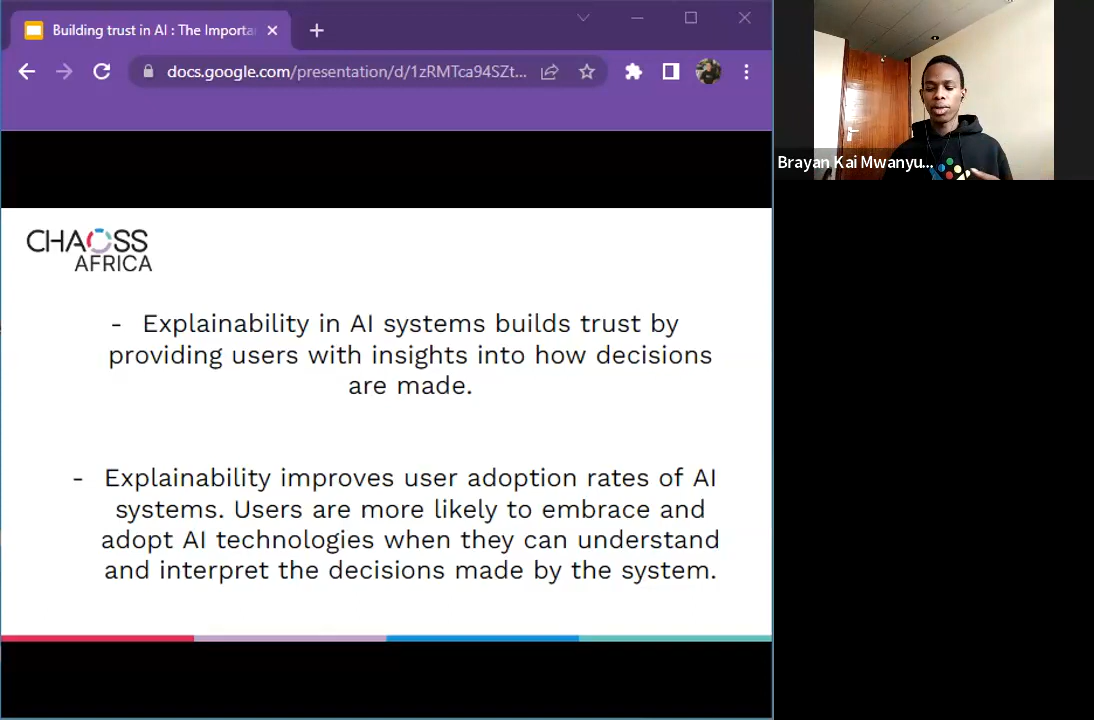 Building trust in AI : The Importa
docs.google.com/presentation/d/1zRMTca94SZt...
Brayan Kai Mwanyu...
CHAOSS
AFRICA
- Explainability in AI systems builds trust by
providing users with insights into how decisions
are made.
- Explainability improves user adoption rates of AI
systems. Users are more likely to embrace and
adopt AI technologies when they can understand
and interpret the decisions made by the system.